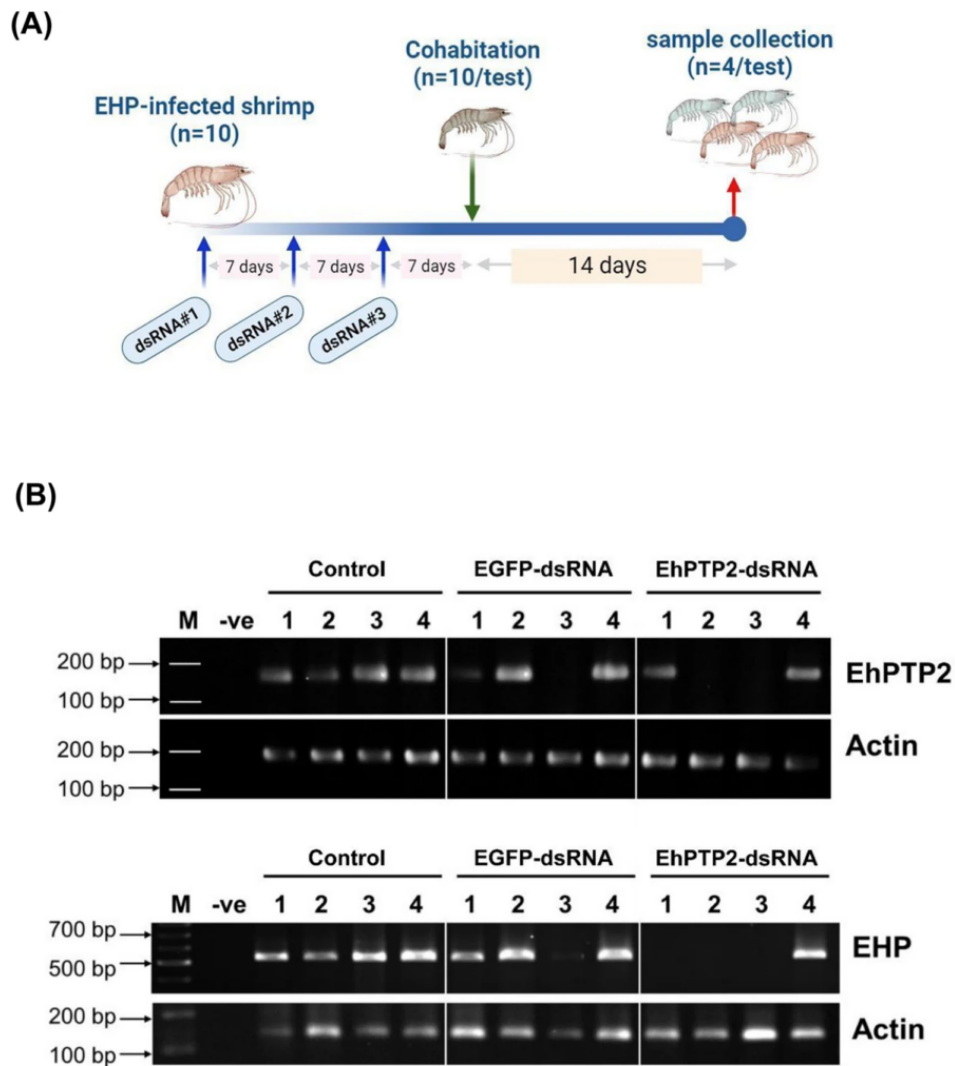 (A)
Cohabitation
(n=10/test)
sample collection
(n=4/test)
EHP-infected shrimp
(n=10)
7 days
7 days
7 days
14 days
dsRNA#1
dsRNA#2
dsRNA#3
(B)
Control
EGFP-dsRNA
EhPTP2-dsRNA
M -ve 1 2 3 4 1 2 3 4 1 2 3 4
200 bp
100 bp
EhPTP2
200 bp
100 bp
Actin
Control
EGFP-dsRNA
EhPTP2-dsRNA
M -ve 1 2 3 4 1 2 3 4 1 2 3 4
700 bp
500 bp
EHP
200 bp
100 bp
Actin